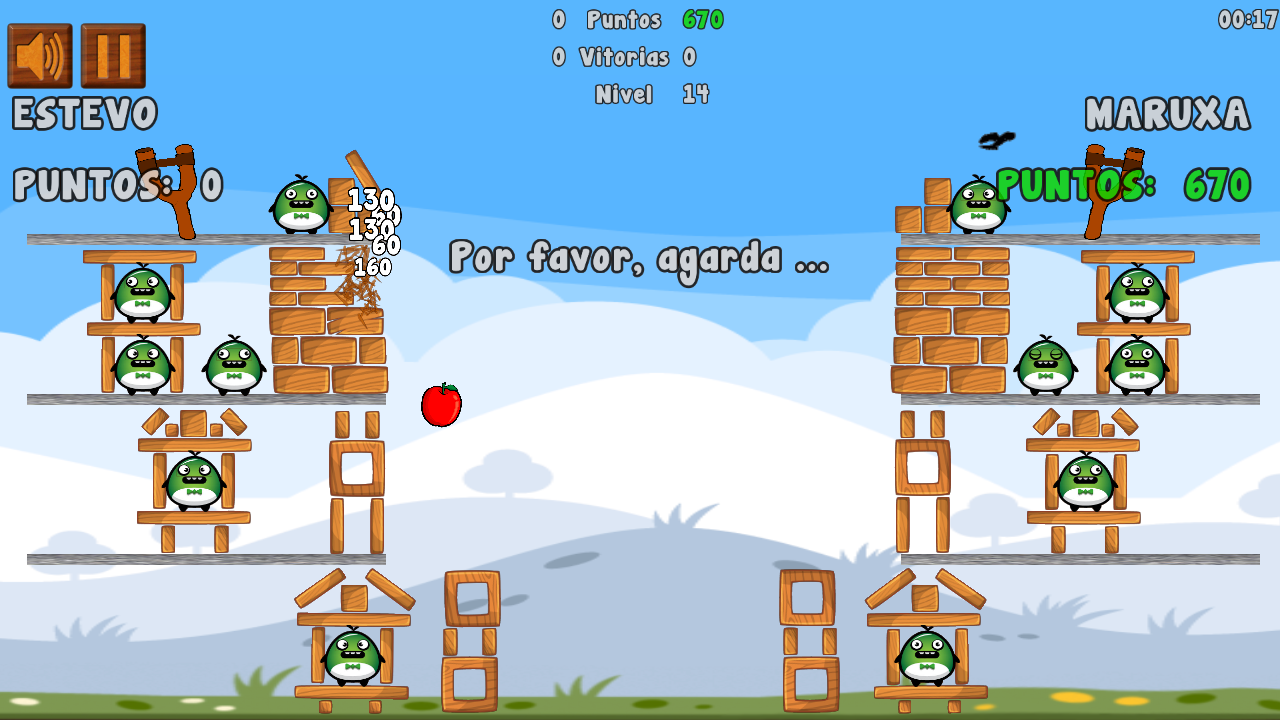 0 Puntos 670
00:17
0 Vitorias 0
Nivel 14
ESTEVO
MARUXA
PUNTOS: 0
PUNTOS: 670
130
130
60
160
Por favor, agarda ...